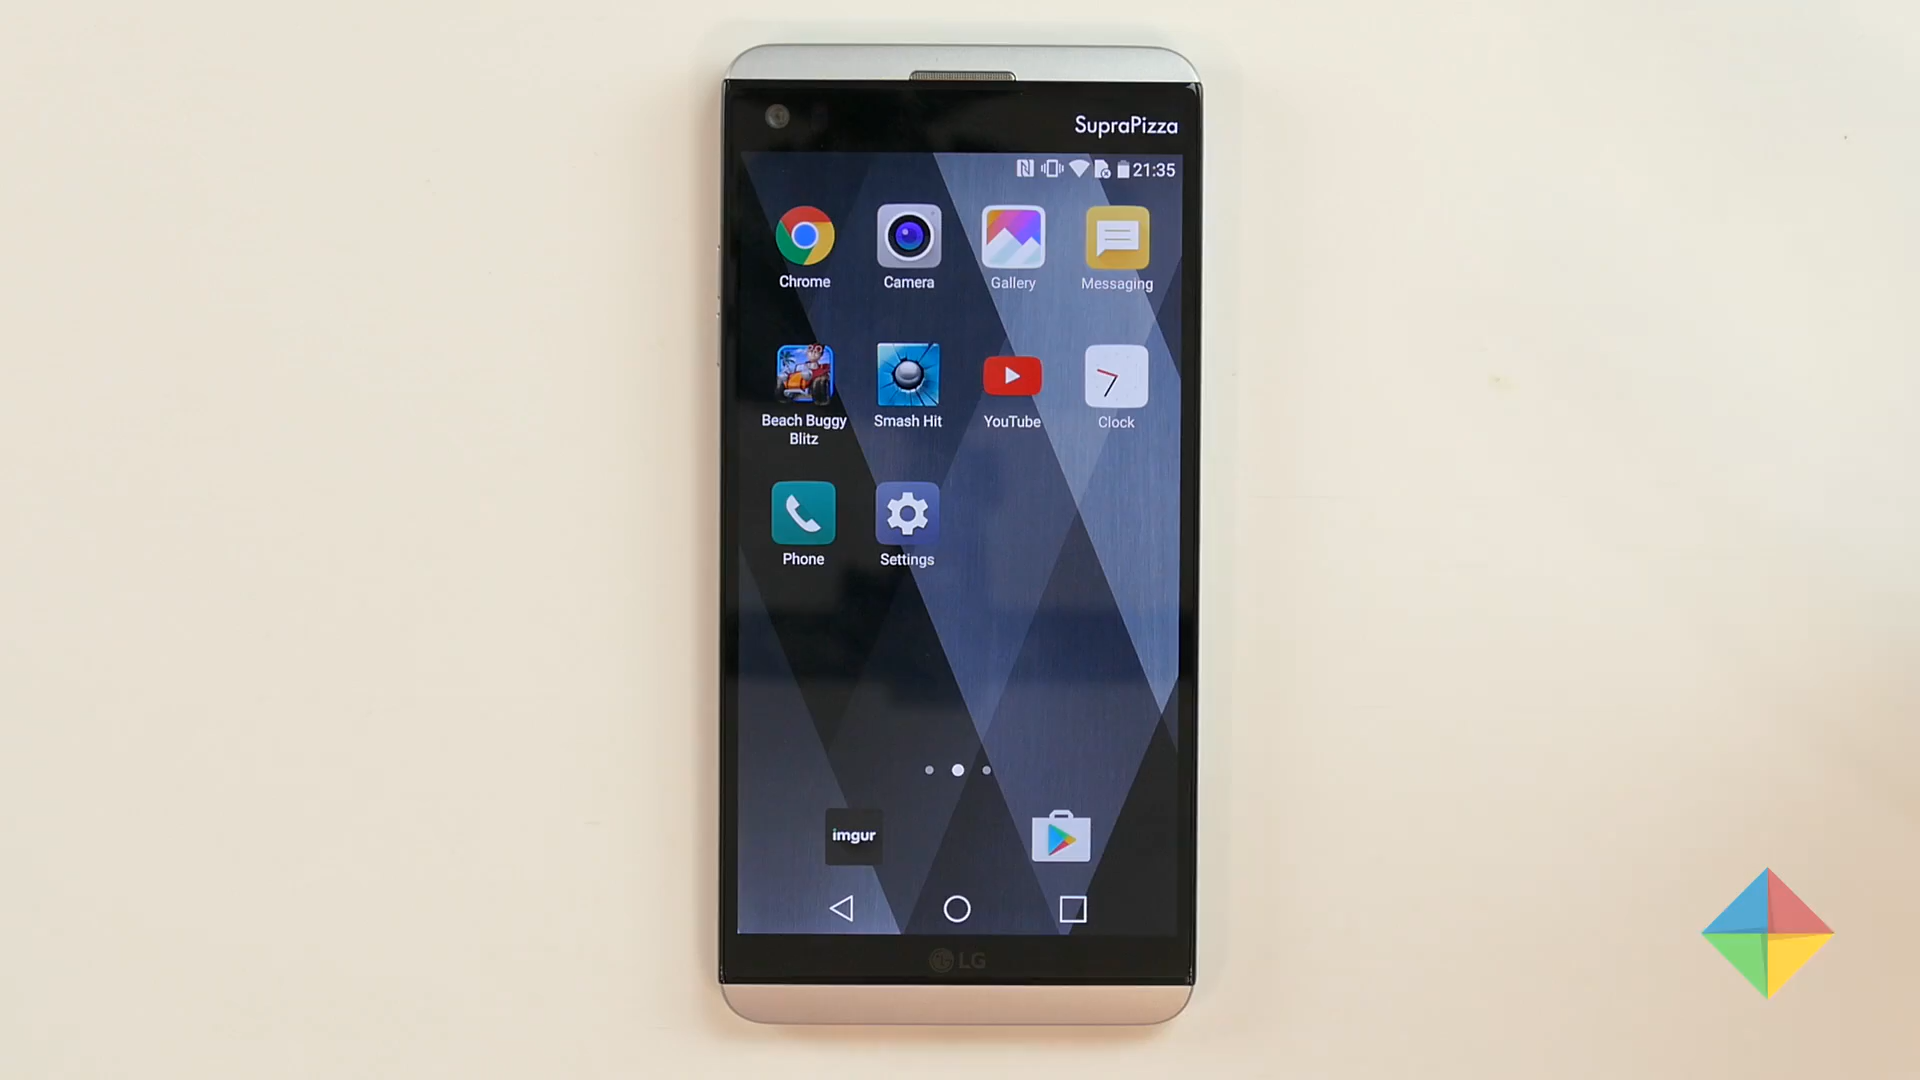 SupraPizza
21:35
Chrome
Camera
Gallery
Messaging
Beach Buggy
Blitz
Smash Hit
YouTube
Clock
Phone
Settings
imgur
LG